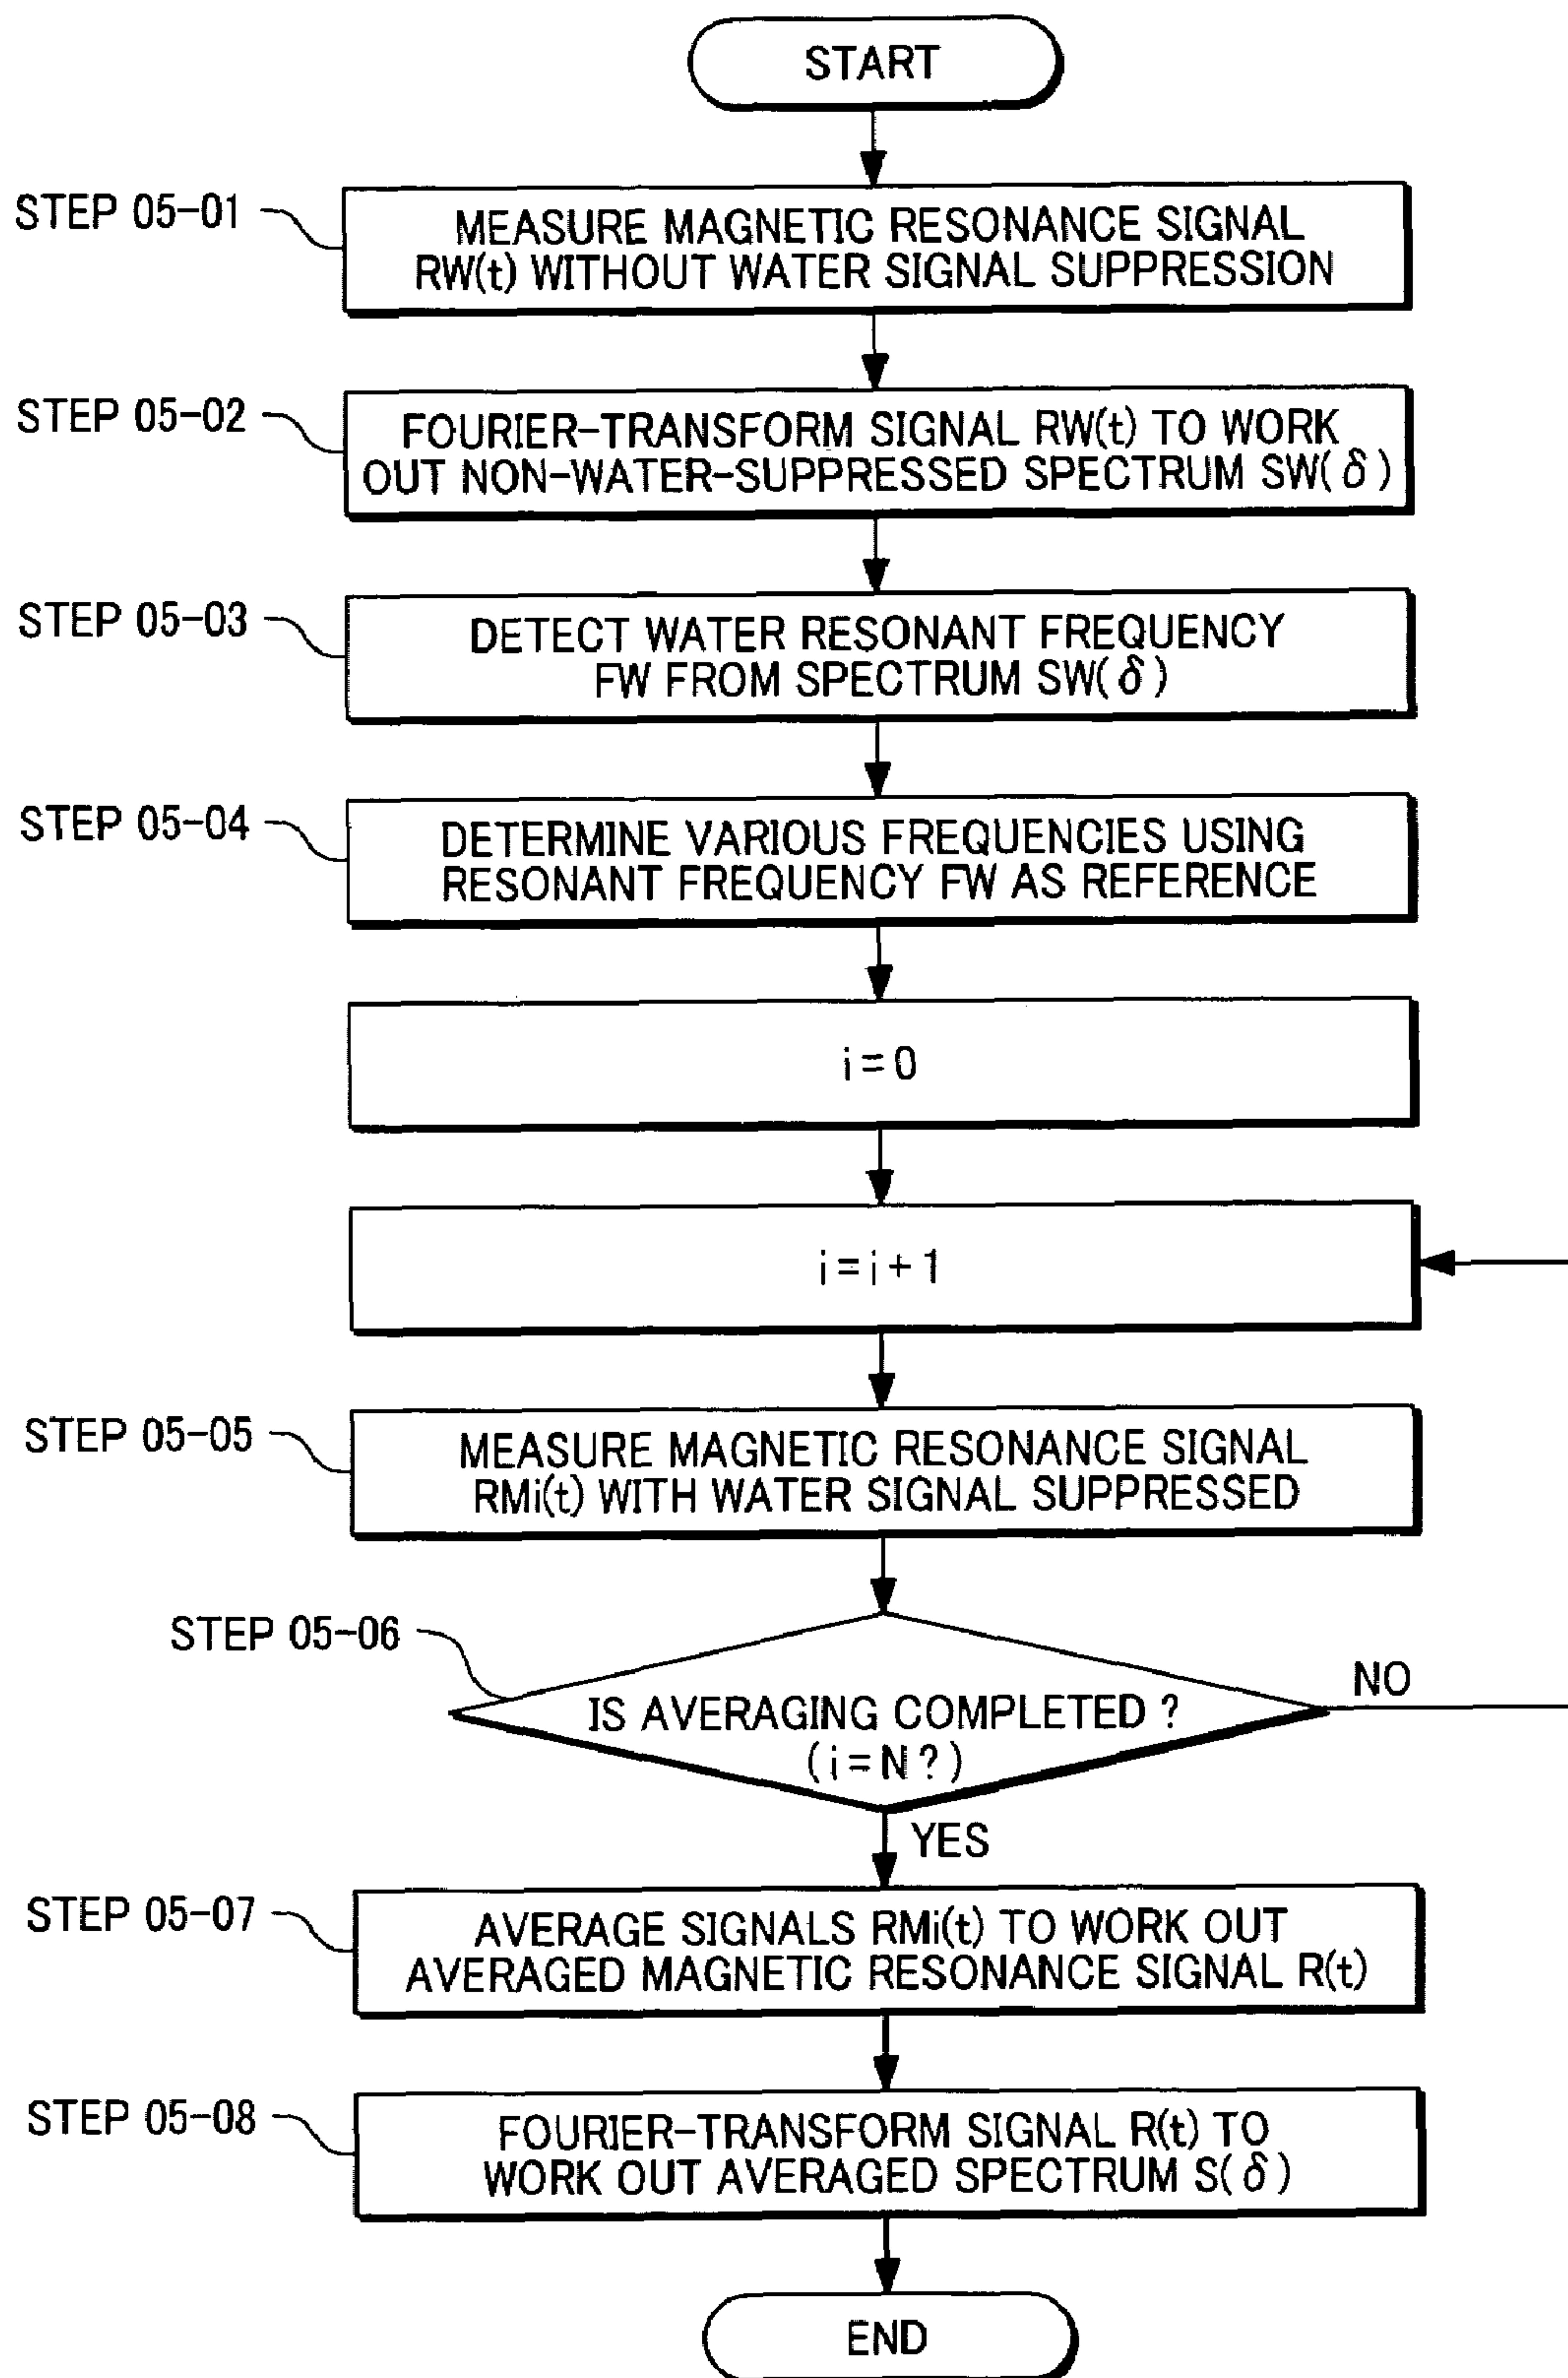 START
STEP 05-01
MEASURE MAGNETIC RESONANCE SIGNAL
RW(t) WITHOUT WATER SIGNAL SUPPRESSION
STEP 05-02
FOURIER-TRANSFORM SIGNAL RW(t) TO WORK
OUT NON-WATER-SUPPRESSED SPECTRUM SW(δ)
STEP 05-03
DETECT WATER RESONANT FREQUENCY
FW FROM SPECTRUM SW(δ)
STEP 05-04
DETERMINE VARIOUS FREQUENCIES USING
RESONANT FREQUENCY FW AS REFERENCE
i=0
i=i+1
STEP 05-05
MEASURE MAGNETIC RESONANCE SIGNAL
RMi(t) WITH WATER SIGNAL SUPPRESSED
STEP 05-06
IS AVERAGING COMPLETED ?
(i=N?)
NO
YES
STEP 05-07
AVERAGE SIGNALS RMi(t) TO WORK OUT
AVERAGED MAGNETIC RESONANCE SIGNAL R(t)
STEP 05-08
FOURIER-TRANSFORM SIGNAL R(t) TO
WORK OUT AVERAGED SPECTRUM S(δ)
END